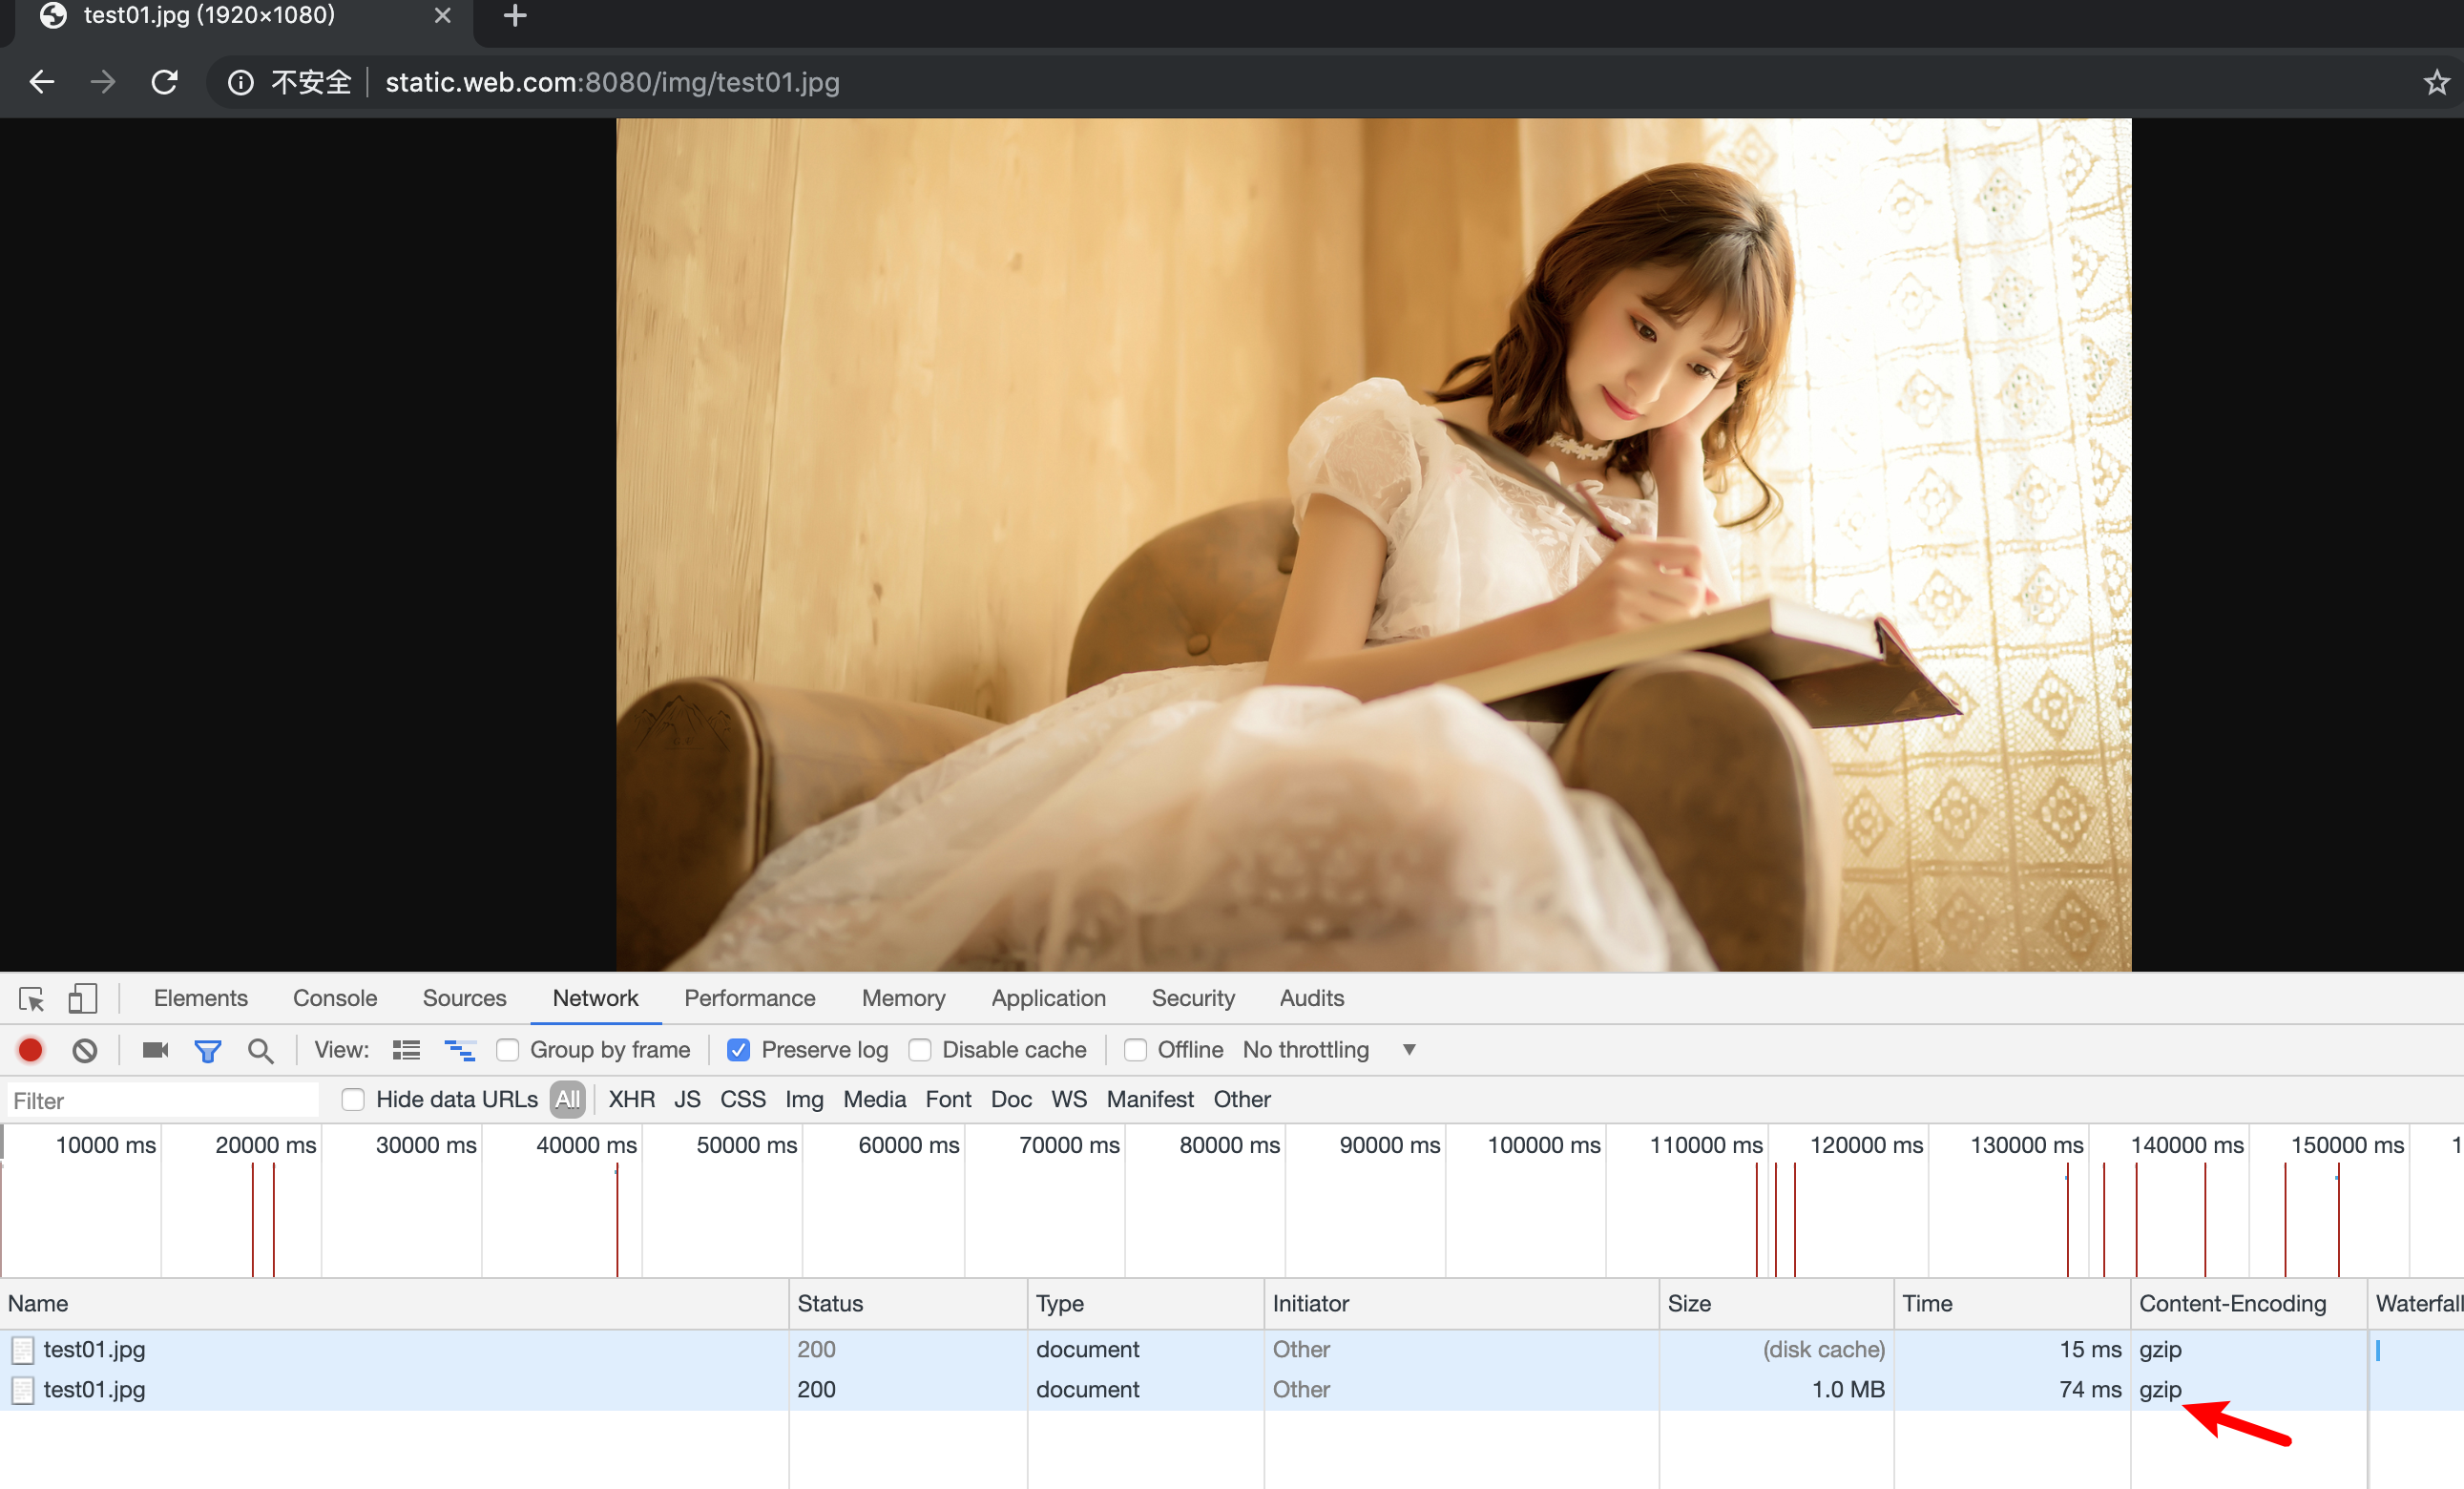 test01.jpg (1920×1080)
不安全 static.web.com:8080/img/test01.jpg
Elements Console Sources Network Performance Memory Application Security Audits
View: Group by frame Preserve log Disable cache Offline No throttling
Filter Hide data URLs All XHR JS CSS Img Media Font Doc WS Manifest Other
10000 ms 20000 ms 30000 ms 40000 ms 50000 ms 60000 ms 70000 ms 80000 ms 90000 ms 100000 ms 110000 ms 120000 ms 130000 ms 140000 ms 150000 ms 1
Name Status Type Initiator Size Time Content-Encoding Waterfall
test01.jpg 200 document Other (disk cache) 15 ms gzip
test01.jpg 200 document Other 1.0 MB 74 ms gzip